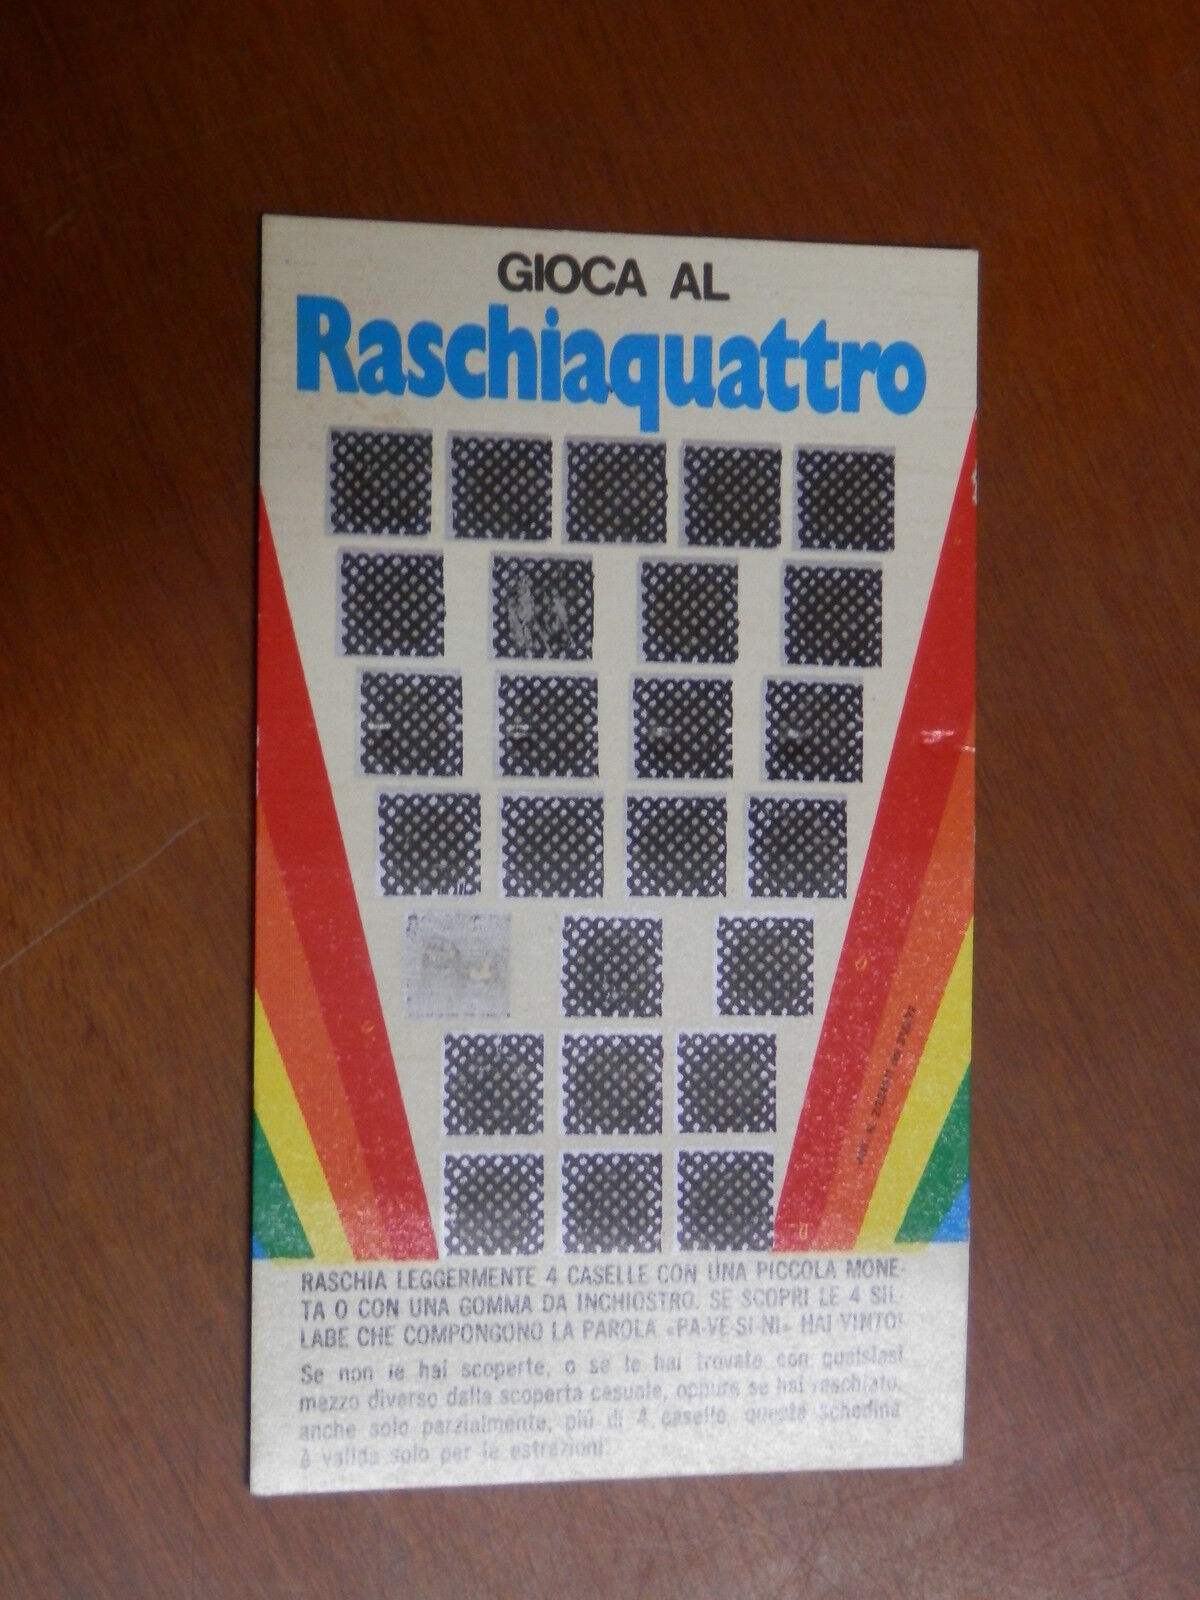 GIOCA AL
Raschiaquattro
RASCHIA LEGGERMENTE 4 CASELLE CON UNA PICCOLA MONE-
TA O CON UNA GOMMA DA INCHIOSTRO. SE SCOPRI LE 4 SIL-
LABE CHE COMPONGONO LA PAROLA «PA-VE-SI-NI» HAI VINTO!
Se non le hai scoperte, o se le hai trovate con qualsiasi
mezzo diverso dalla scoperta casuale, oppure se hai raschiato,
anche solo parzialmente, più di 4 caselle, questa schedina
è valida solo per le estrazioni.